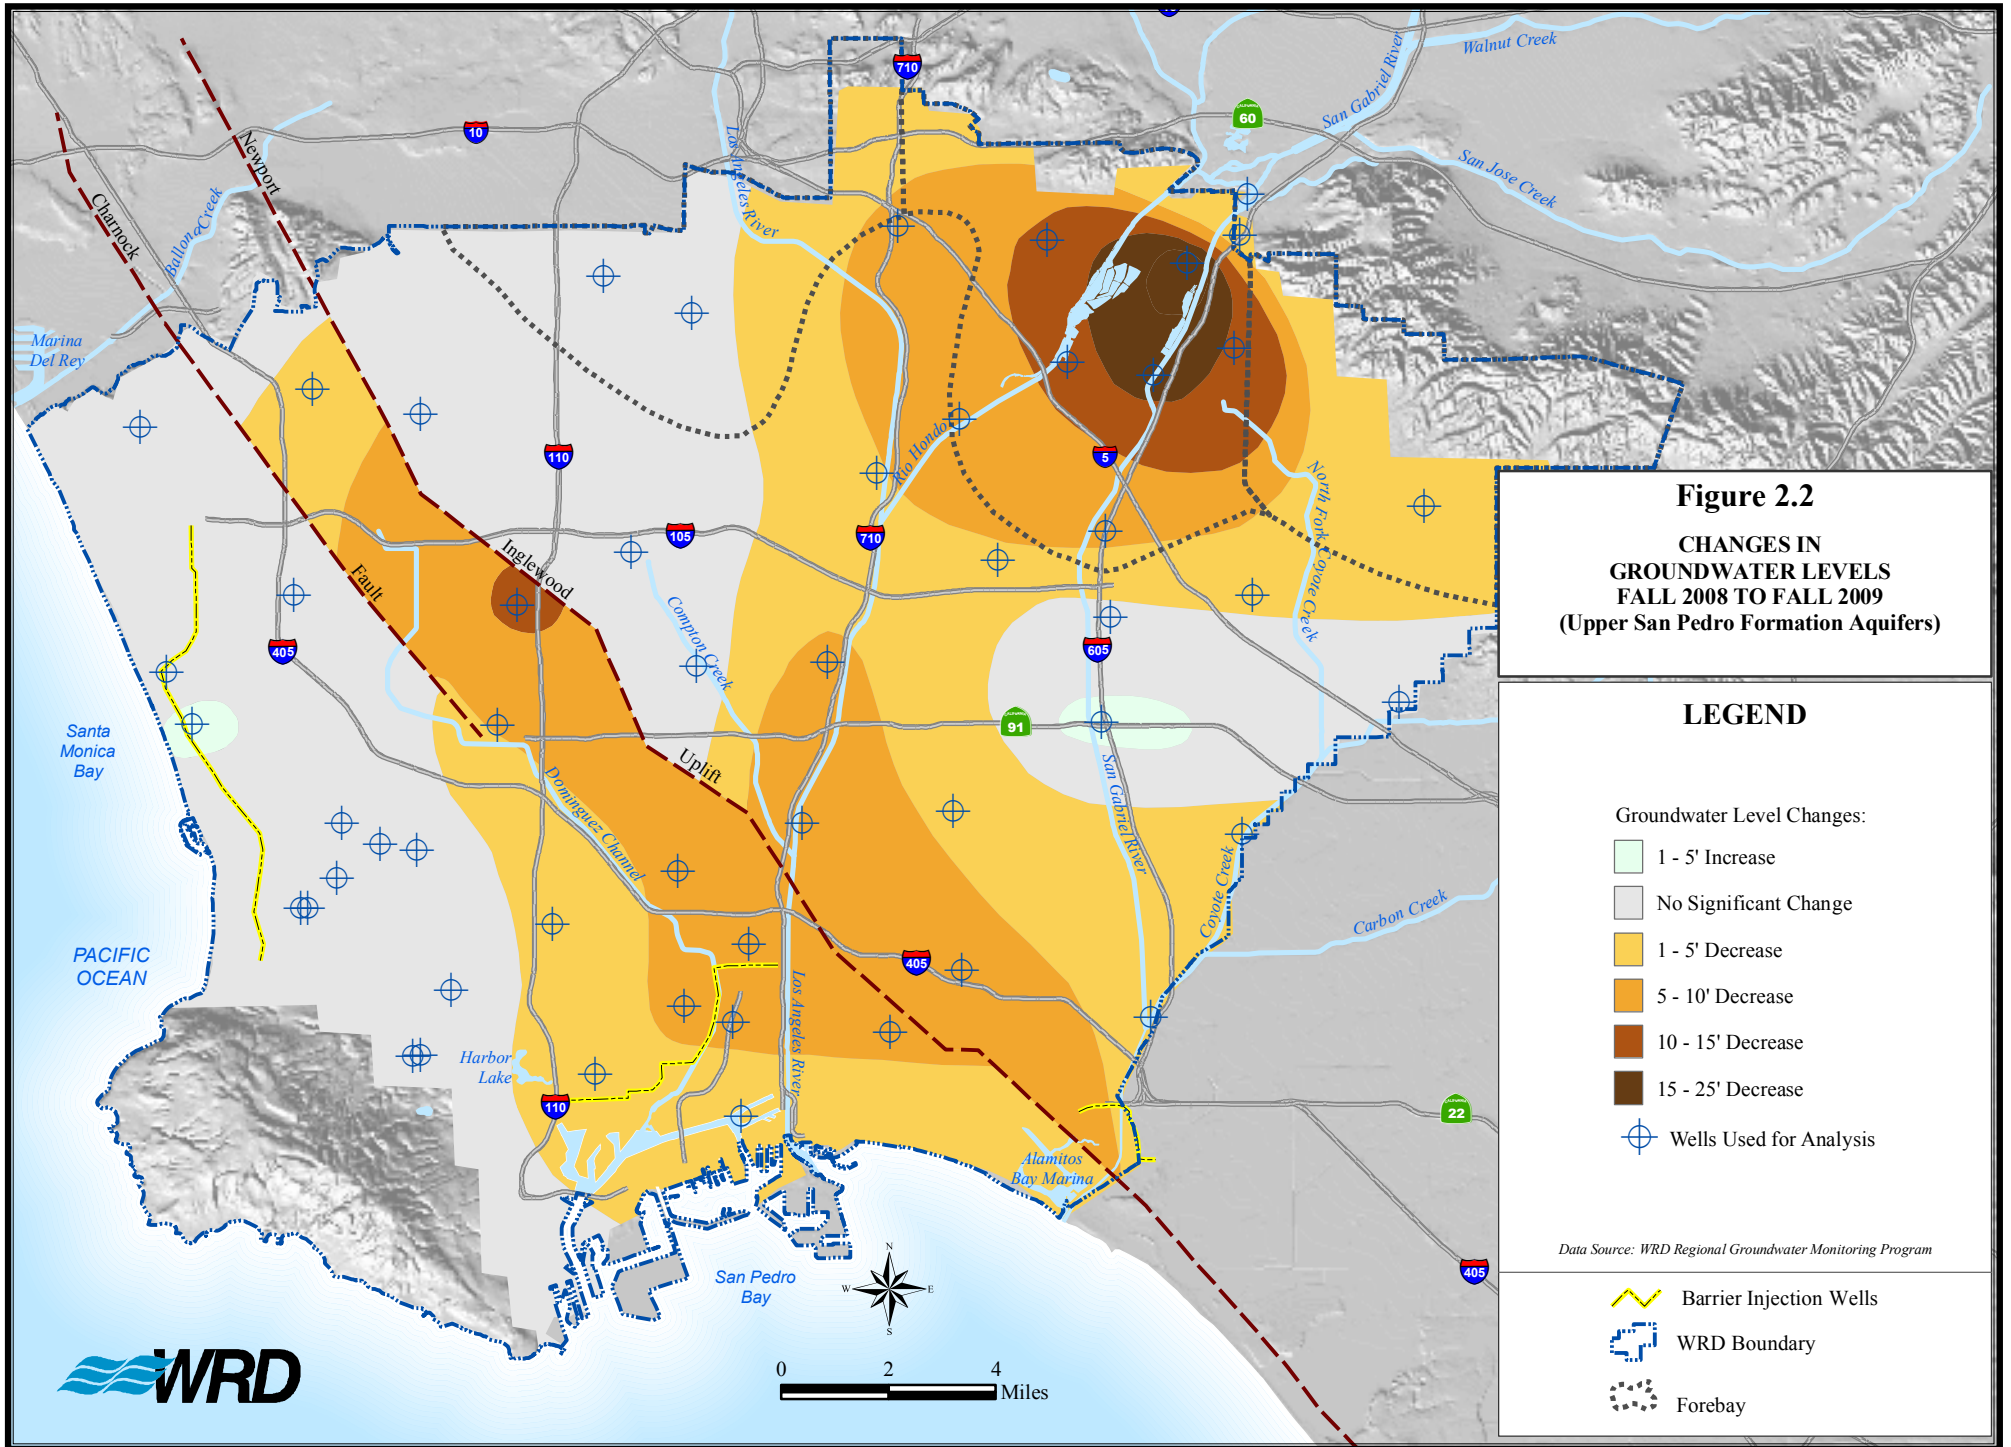 Walnut Creek
San Gabriel River
710
60
10
San Jose Creek
Newport
Los Angeles River
Charnock
Ballona Creek
Marina
Del Rey
110
5
Rio Hondo
North Fork Coyote Creek
Figure 2.2
CHANGES IN
GROUNDWATER LEVELS
FALL 2008 TO FALL 2009
(Upper San Pedro Formation Aquifers)
105
710
Inglewood
Fault
Compton Creek
405
605
Santa
Monica
Bay
91
Uplift
Dominguez Channel
San Gabriel River
LEGEND
Groundwater Level Changes:
1 - 5' Increase
No Significant Change
1 - 5' Decrease
5 - 10' Decrease
10 - 15' Decrease
15 - 25' Decrease
Wells Used for Analysis
Coyote Creek
Carbon Creek
PACIFIC
OCEAN
405
Los Angeles River
Harbor
Lake
110
22
Alamitos
Bay Marina
Data Source: WRD Regional Groundwater Monitoring Program
405
San Pedro
Bay
N
W
E
S
Barrier Injection Wells
WRD Boundary
Forebay
WRD
0 2 4
Miles